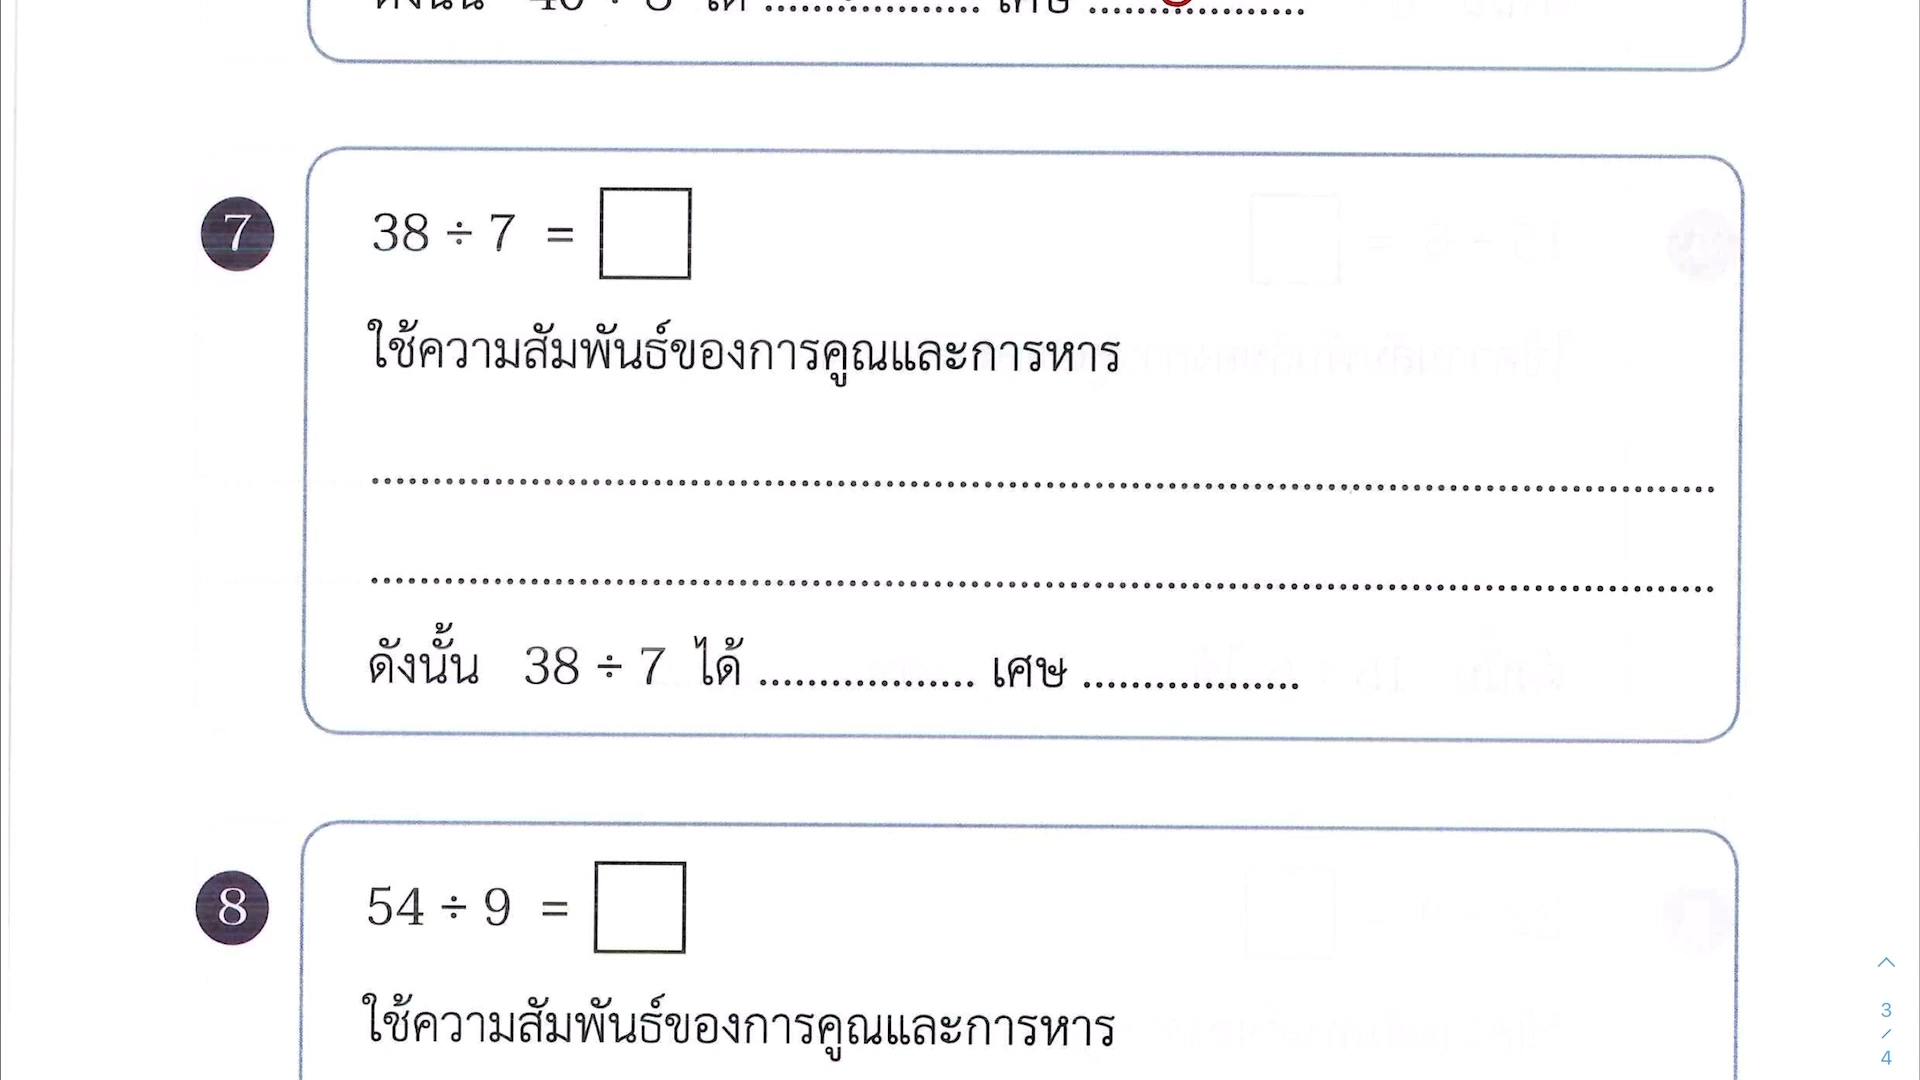 7
38 ÷ 7 =
ใช้ความสัมพันธ์ของการคูณและการหาร
ดังนั้น 38 ÷ 7 ได้ .................. เศษ ..................
8
54 ÷ 9 =
ใช้ความสัมพันธ์ของการคูณและการหาร
3
/
4